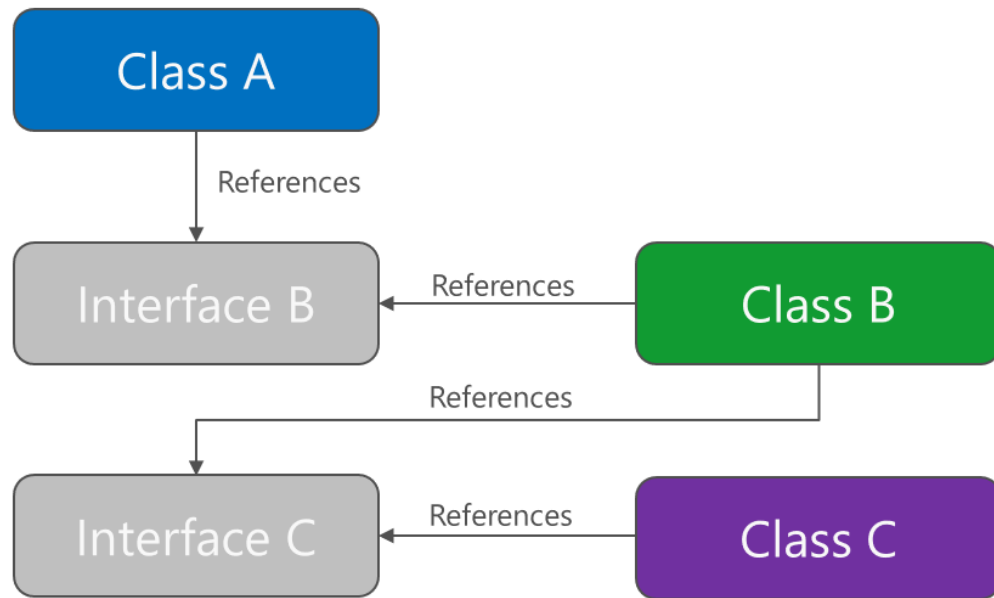 Class A
References
Interface B
References
Class B
References
Interface C
References
Class C